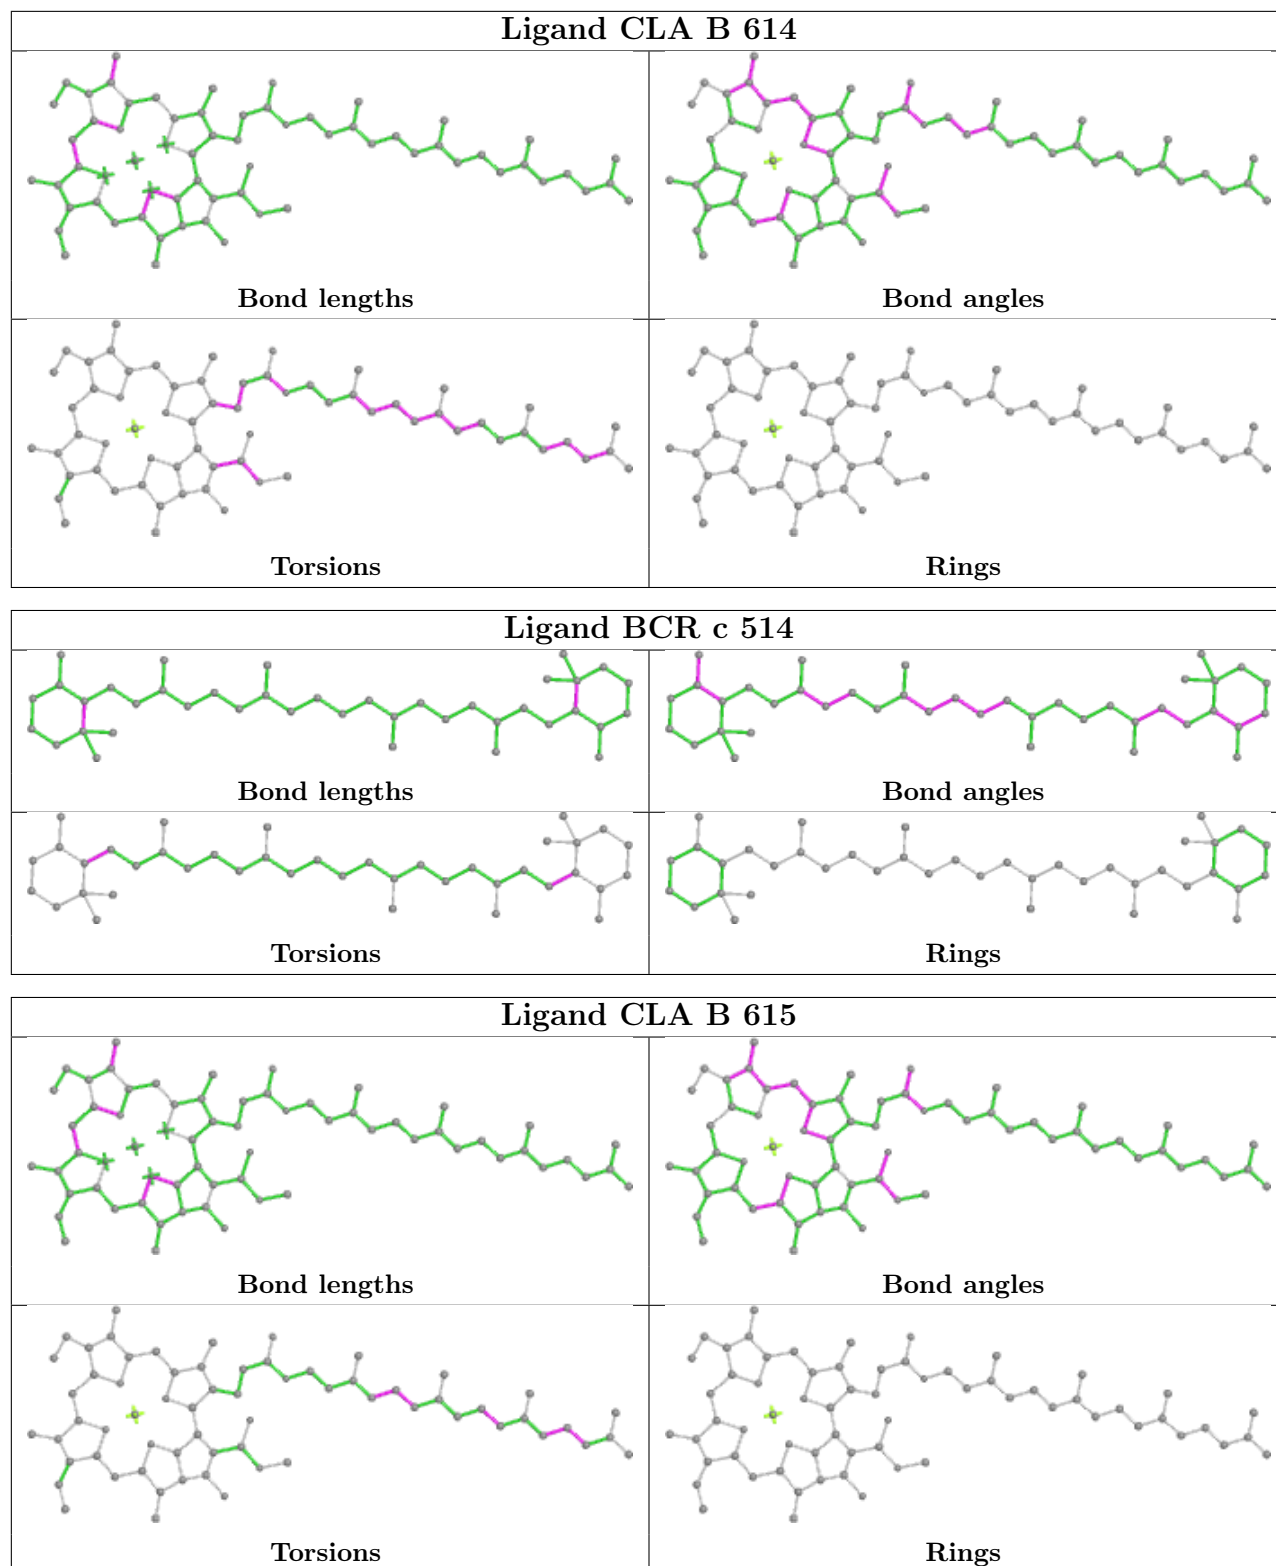 Ligand CLA B 614
Bond lengths
Bond angles
Torsions
Rings
Ligand BCR c 514
Bond lengths
Bond angles
Torsions
Rings
Ligand CLA B 615
Bond lengths
Bond angles
Torsions
Rings